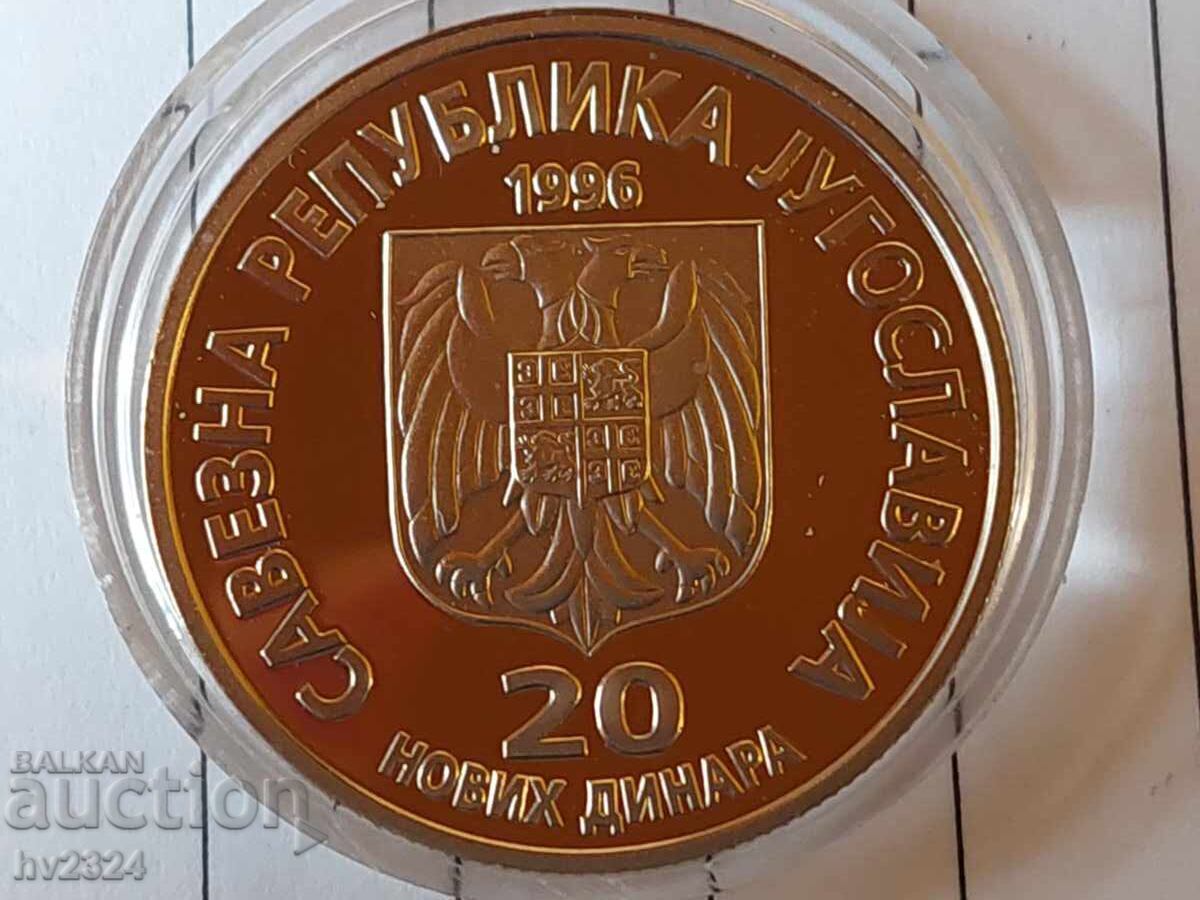 САВЕЗНА РЕПУБЛИКА ЈУГОСЛАВИЈА
1996
20
НОВИХ ДИНАРА
BALKAN
auction
hv2324